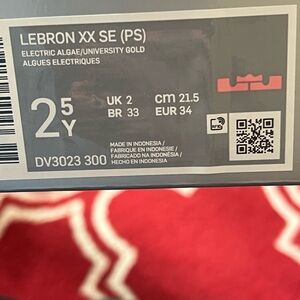 LEBRON XX SE (PS)
ELECTRIC ALGAE/UNIVERSITY GOLD
ALGUES ELECTRIQUES
2 5Y
UK 2 cm 21.5
BR 33 EUR 34
MADE IN INDONESIA/
FABRIQUE EN INDONESIE/
FABRICADO NA INDONÉSIA/
HECHO EN INDONESIA
DV3023 300